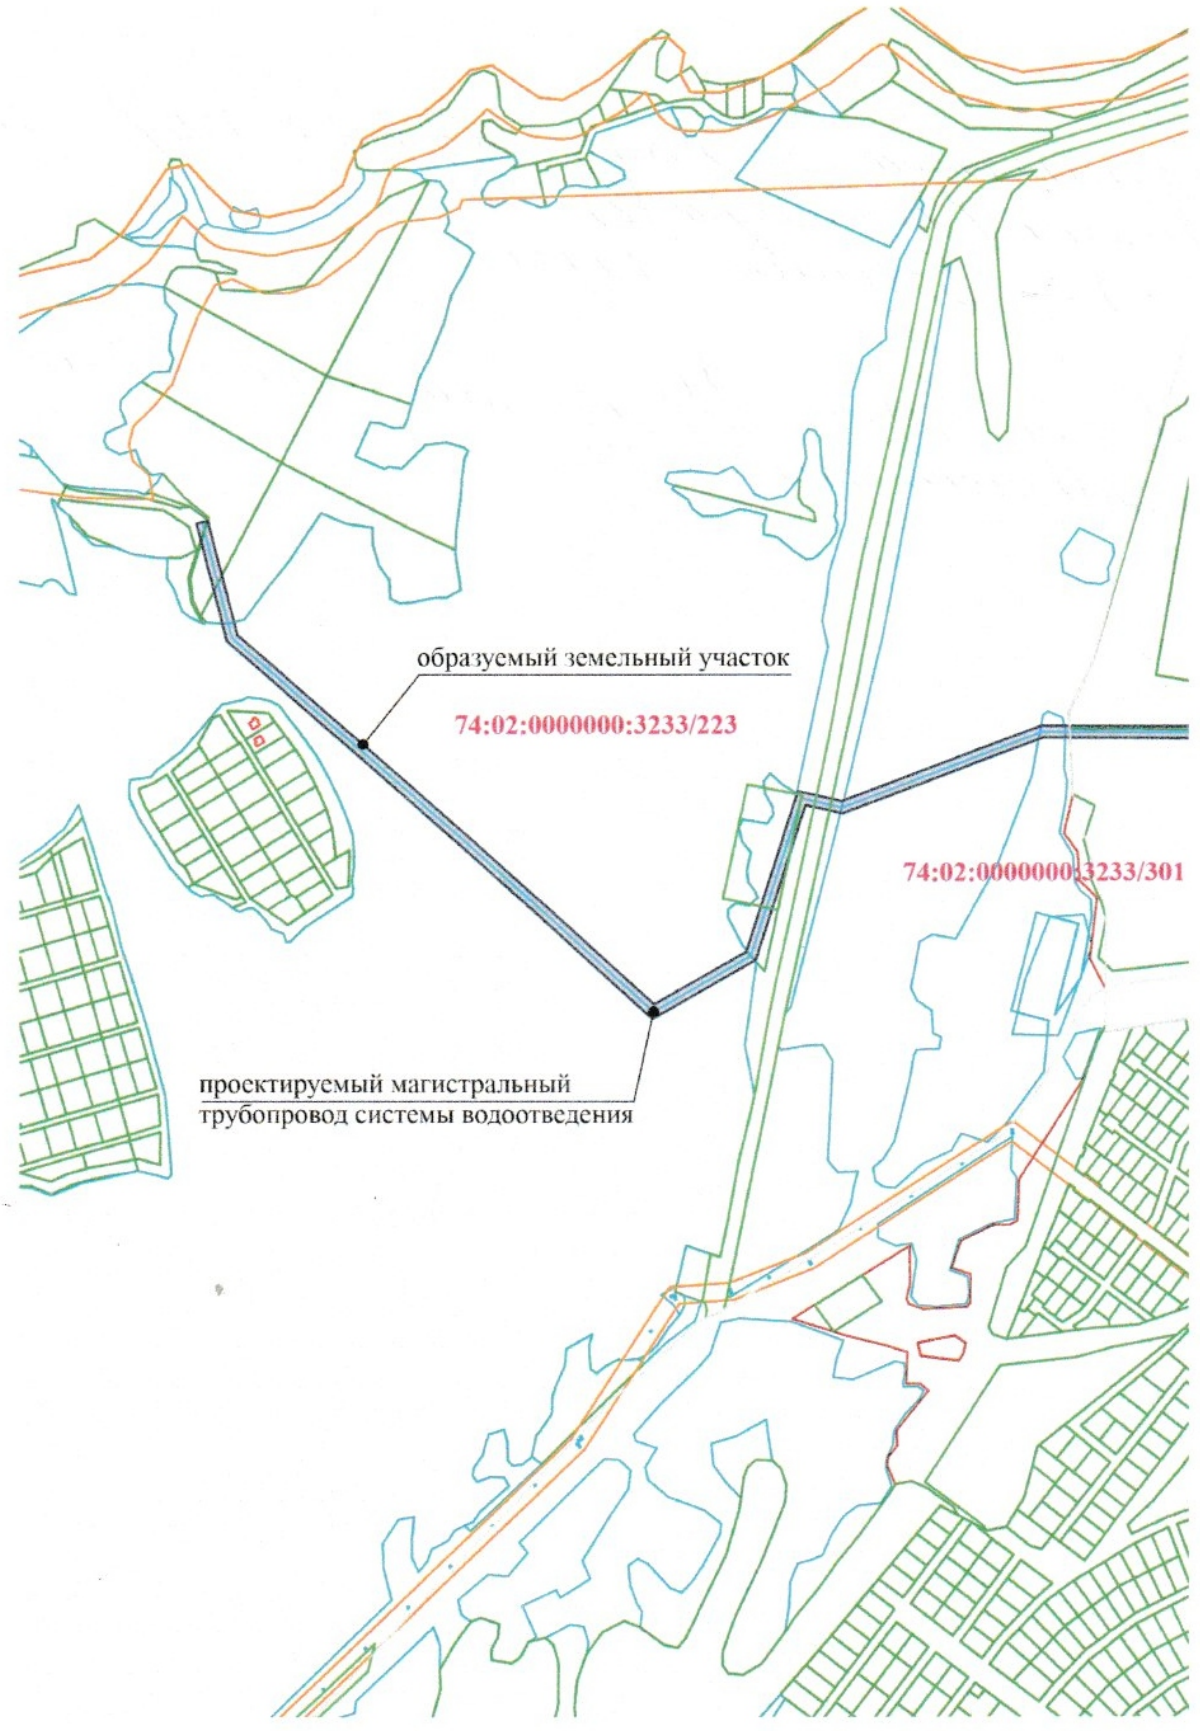 образуемый земельный участок
74:02:0000000:3233/223
74:02:0000000:3233/301
проектируемый магистральный
трубопровод системы водоотведения